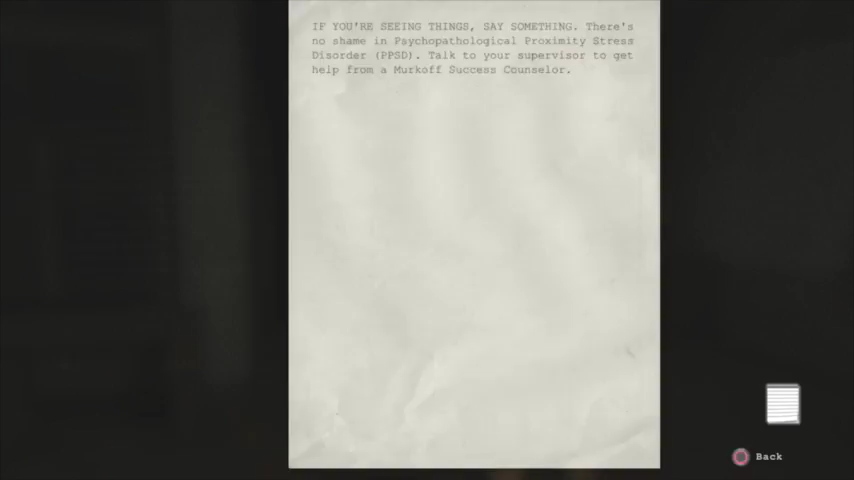 IF YOU'RE SEEING THINGS, SAY SOMETHING. There's
no shame in Psychopathological Proximity Stress
Disorder (PPSD). Talk to your supervisor to get
help from a Murkoff Success Counselor.
Back